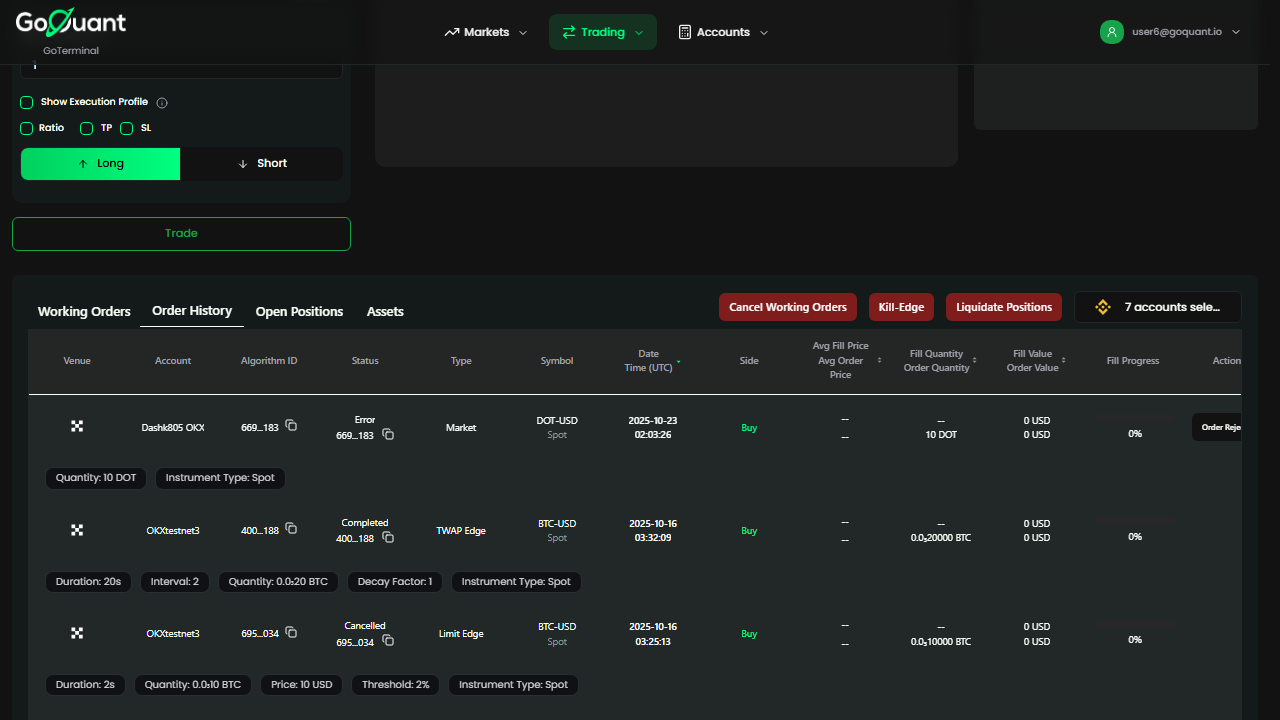 GoQuant
GoTerminal
Markets
Trading
Accounts
user6@goquant.io
Show Execution Profile
Ratio TP SL
↑ Long
↓ Short
Trade
Working Orders
Order History
Open Positions
Assets
Cancel Working Orders
Kill-Edge
Liquidate Positions
7 accounts sele...
Venue
Account
Algorithm ID
Status
Type
Symbol
Date
Time (UTC)
Side
Avg Fill Price
Avg Order
Price
Fill Quantity
Order Quantity
Fill Value
Order Value
Fill Progress
Action
Dashk805 OKX
669...183
Error
669...183
Market
DOT-USD
Spot
2025-10-23
02:03:26
Buy
--
--
--
10 DOT
0 USD
0 USD
0%
Order Reje
Quantity: 10 DOT
Instrument Type: Spot
OKXtestnet3
400...188
Completed
400...188
TWAP Edge
BTC-USD
Spot
2025-10-16
03:32:09
Buy
--
--
--
0.0₃20000 BTC
0 USD
0 USD
0%
Duration: 20s
Interval: 2
Quantity: 0.0₃20 BTC
Decay Factor: 1
Instrument Type: Spot
OKXtestnet3
695...034
Cancelled
695...034
Limit Edge
BTC-USD
Spot
2025-10-16
03:25:13
Buy
--
--
--
0.0₃10000 BTC
0 USD
0 USD
0%
Duration: 2s
Quantity: 0.0₃10 BTC
Price: 10 USD
Threshold: 2%
Instrument Type: Spot